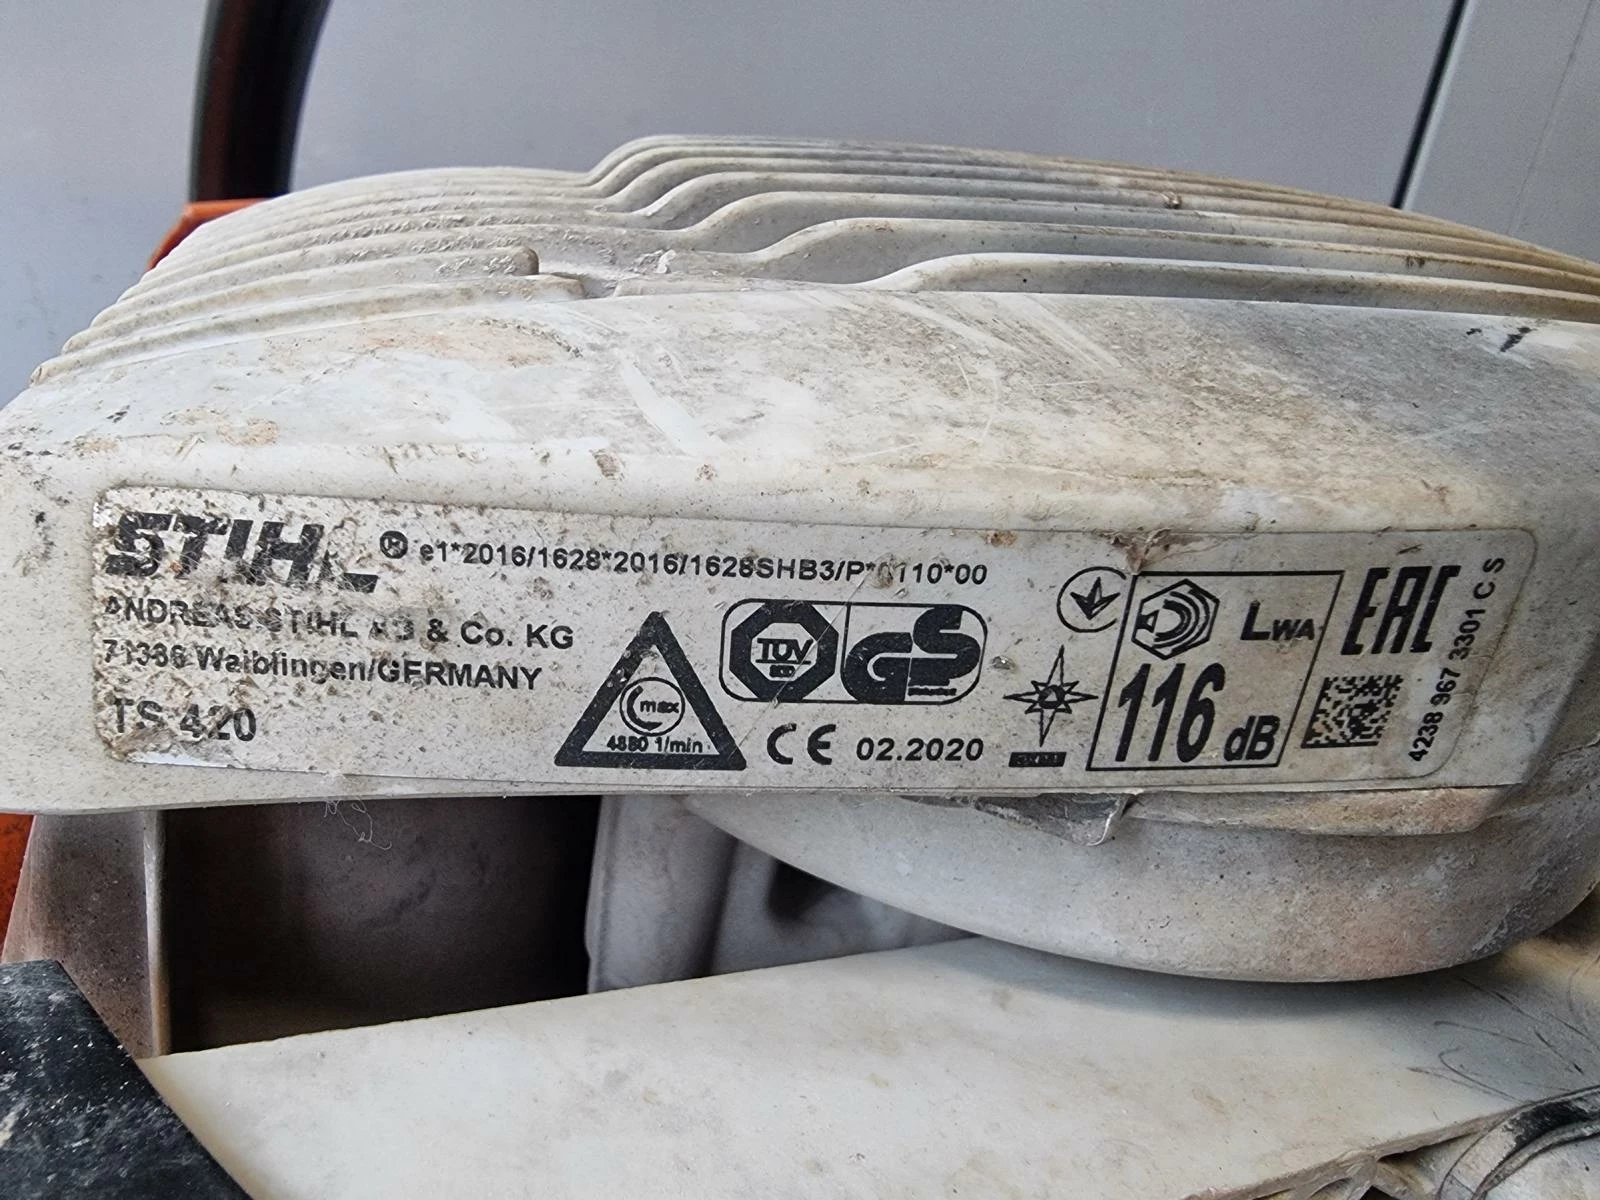 STIHL
e1*2016/1628*2016/1628SHB3/P*0110*00
ANDREAS STIHL AG & Co. KG
71336 Waiblingen/GERMANY
TS 420
max
4880 1/min
TÜV
SÜD
GS
CE 02.2020
LWA
116 dB
EAC
4238 967 3301 C S